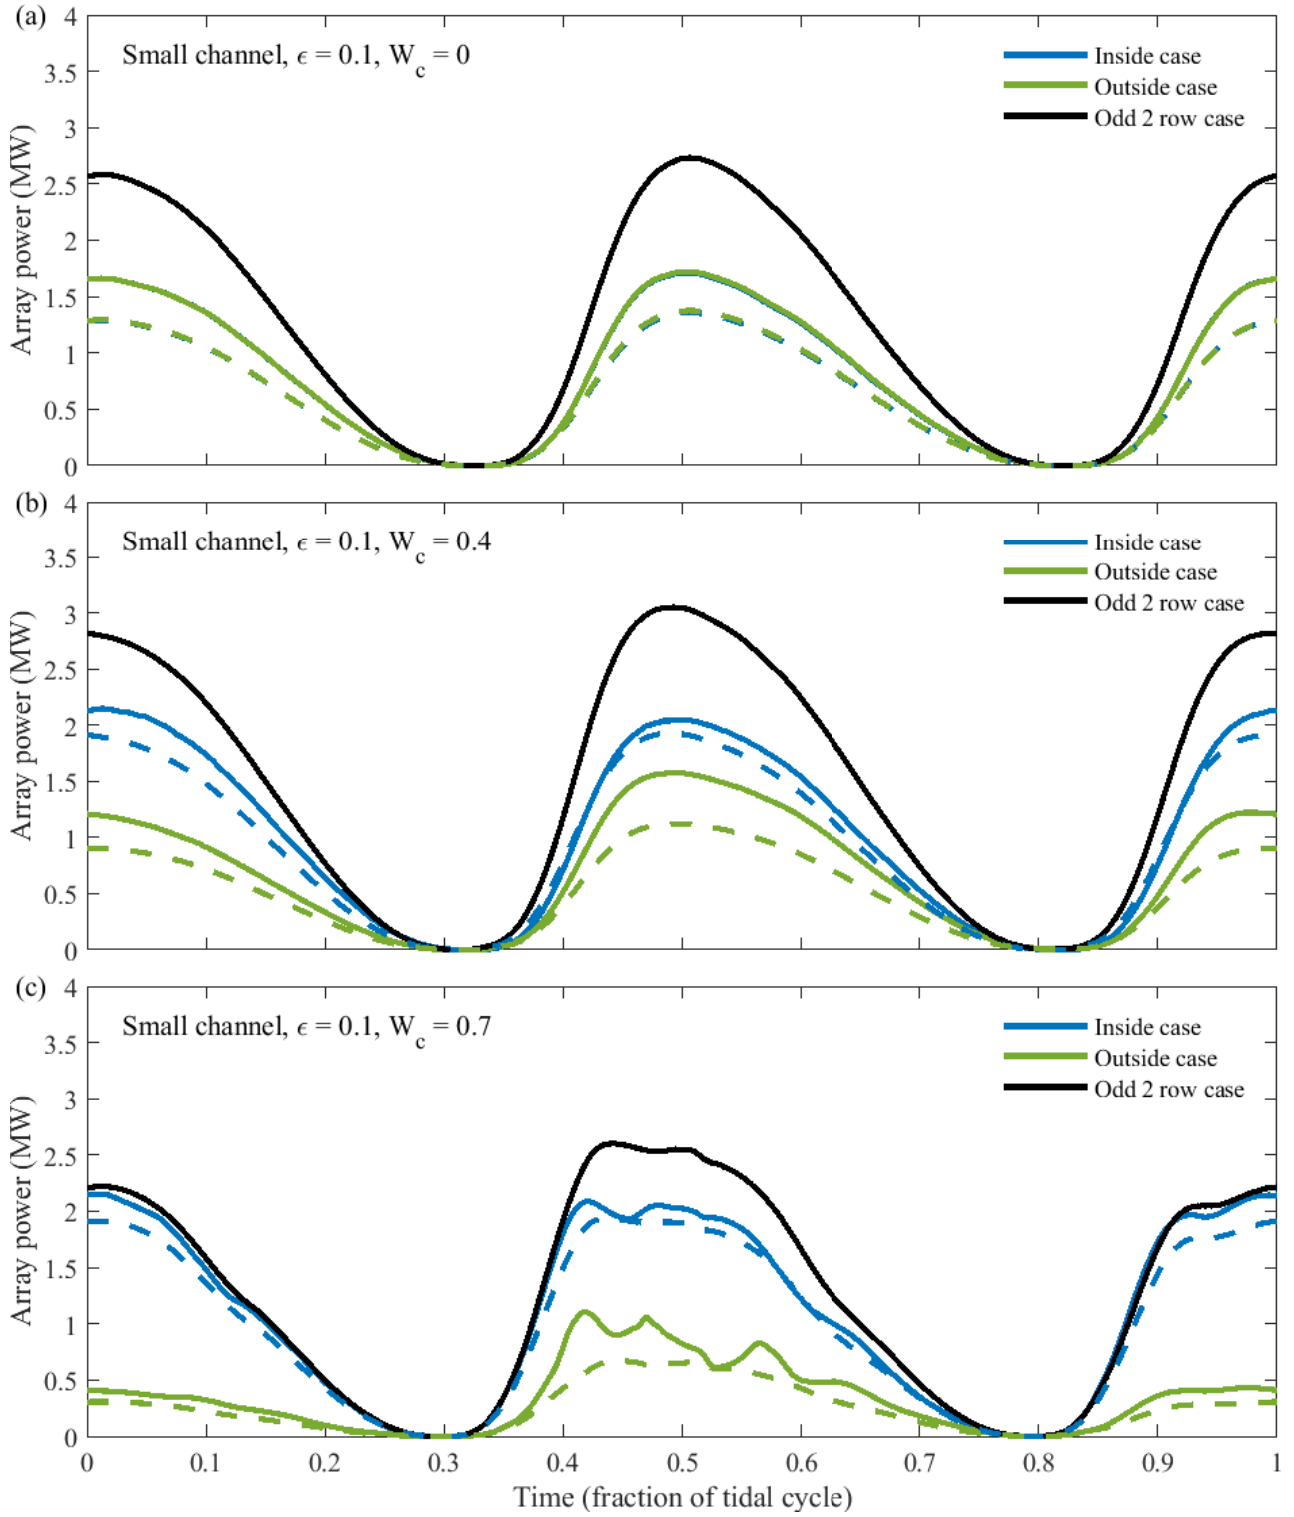 (a)
4
3.5
3
2.5
2
1.5
1
0.5
0
Array power (MW)
Small channel, ϵ = 0.1, W_c = 0
Inside case
Outside case
Odd 2 row case
(b)
4
3.5
3
2.5
2
1.5
1
0.5
0
Array power (MW)
Small channel, ϵ = 0.1, W_c = 0.4
Inside case
Outside case
Odd 2 row case
(c)
4
3.5
3
2.5
2
1.5
1
0.5
0
Array power (MW)
Small channel, ϵ = 0.1, W_c = 0.7
Inside case
Outside case
Odd 2 row case
0 0.1 0.2 0.3 0.4 0.5 0.6 0.7 0.8 0.9 1
Time (fraction of tidal cycle)